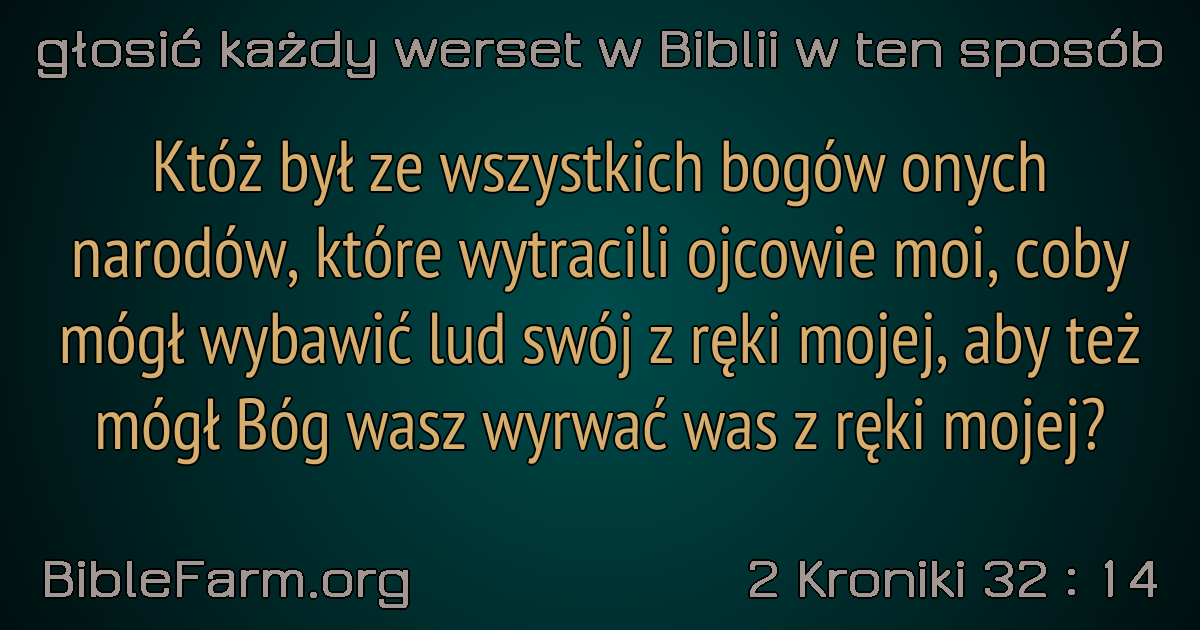 głosić każdy werset w Biblii w ten sposób
Któż był ze wszystkich bogów onych
narodów, które wytracili ojcowie moi, coby
mógł wybawić lud swój z ręki mojej, aby też
mógł Bóg wasz wyrwać was z ręki mojej?
BibleFarm.org
2 Kroniki 32 : 14